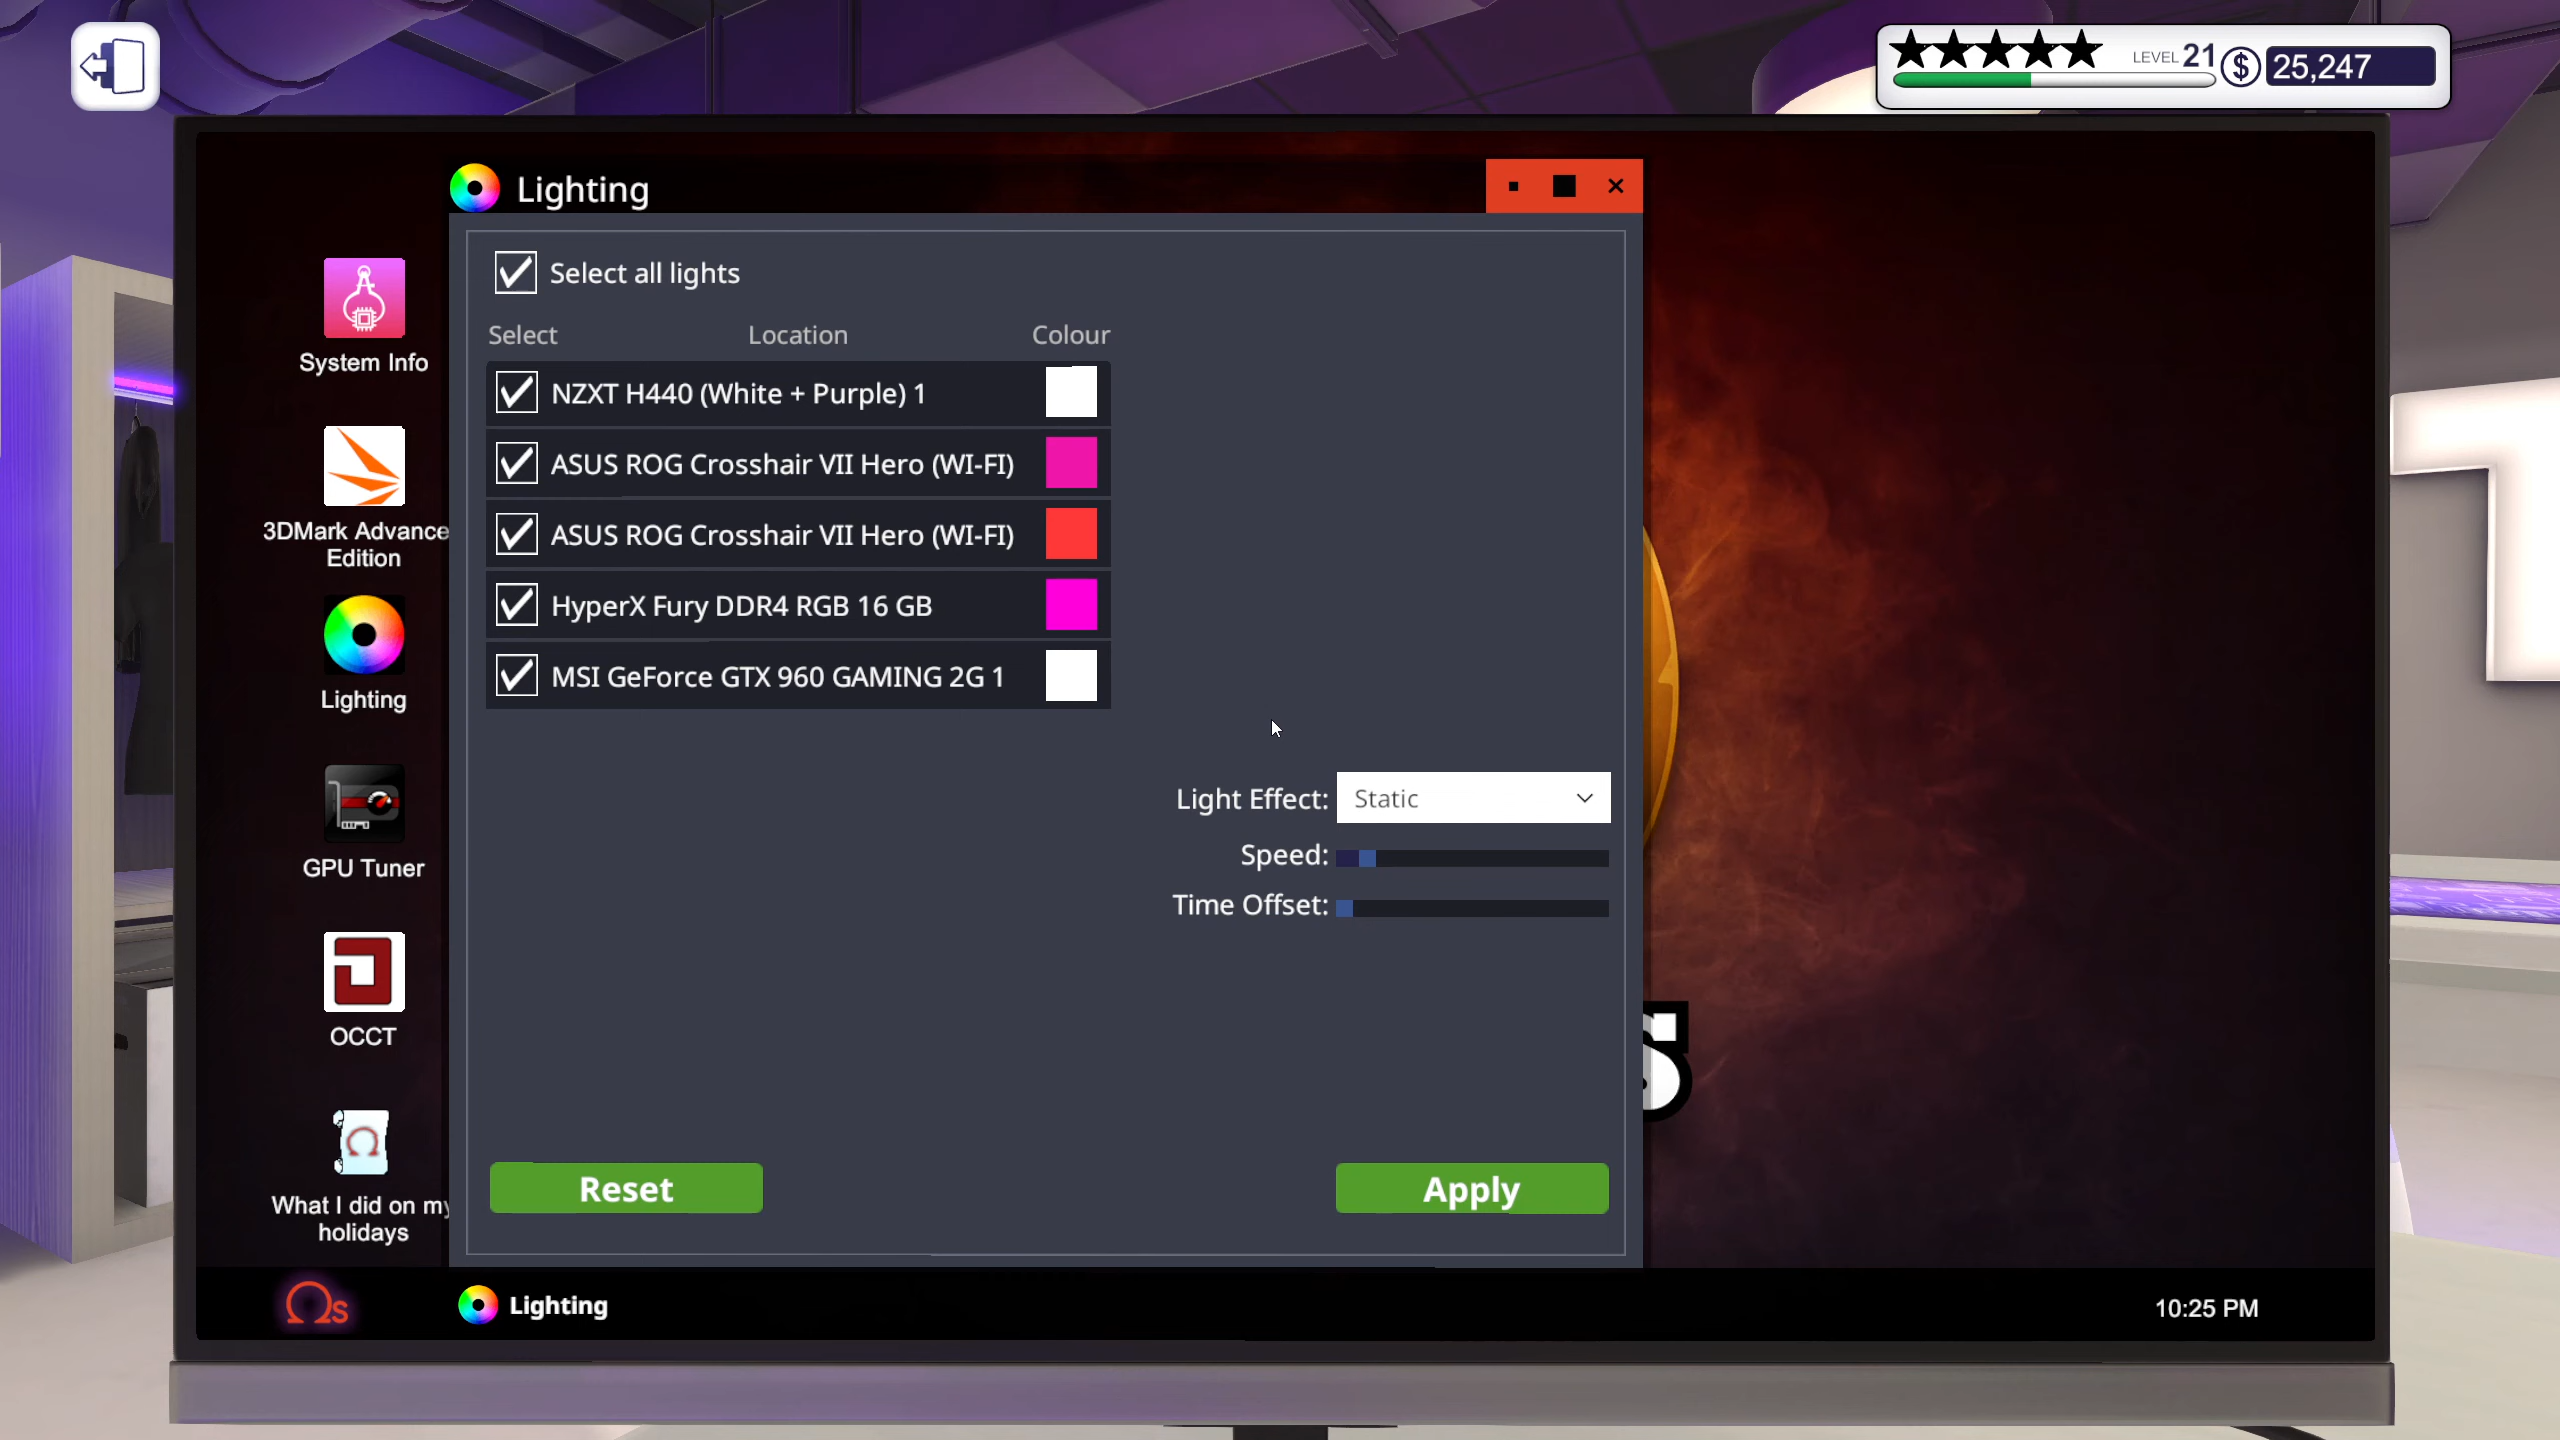 LEVEL 21 $ 25,247
Lighting
Select all lights
Select Location Colour
NZXT H440 (White + Purple) 1
ASUS ROG Crosshair VII Hero (WI-FI)
ASUS ROG Crosshair VII Hero (WI-FI)
HyperX Fury DDR4 RGB 16 GB
MSI GeForce GTX 960 GAMING 2G 1
Light Effect: Static
Speed:
Time Offset:
Reset
Apply
System Info
3DMark Advance
Edition
Lighting
GPU Tuner
OCCT
What I did on my
holidays
Ωs
Lighting
10:25 PM
T
S